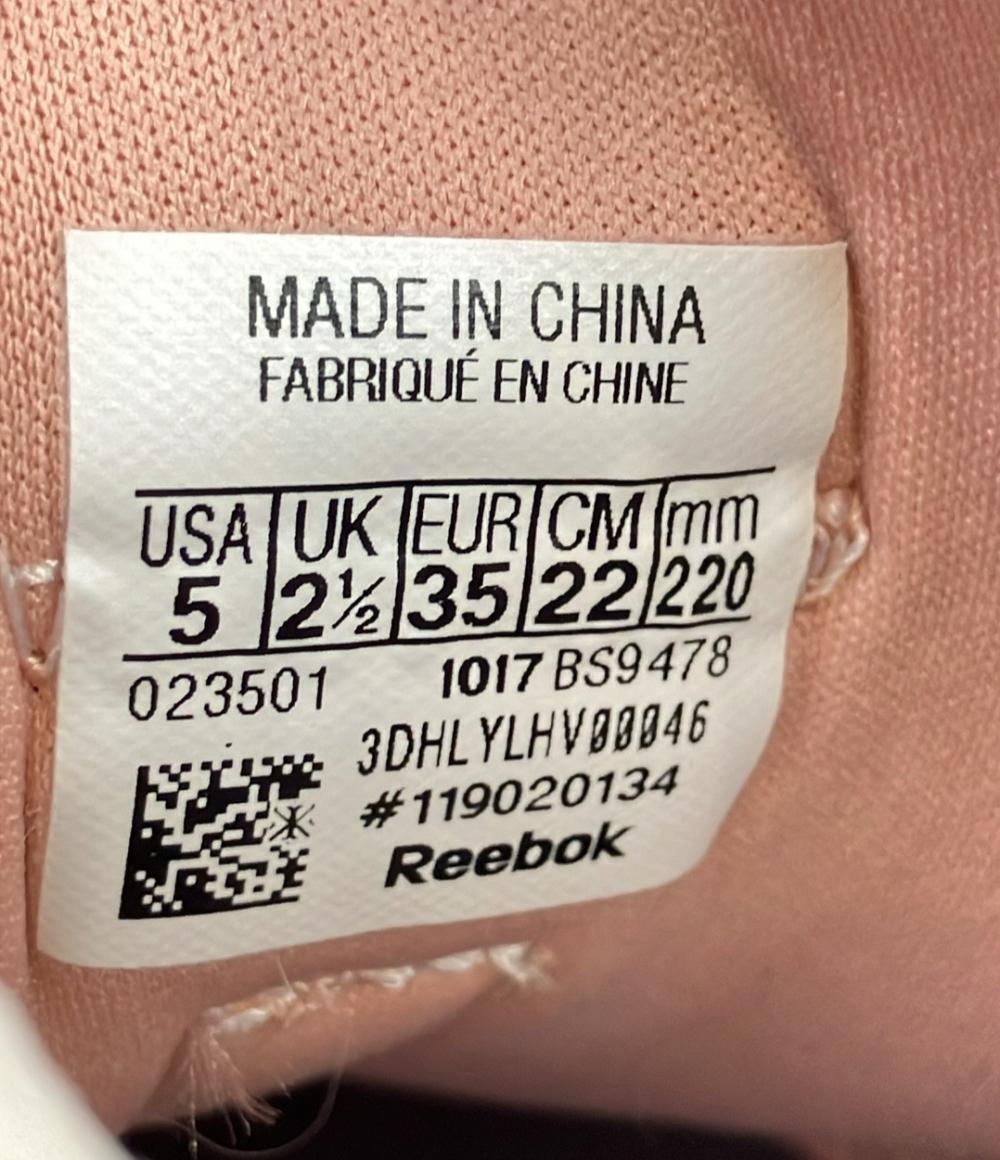 MADE IN CHINA
FABRIQUÉ EN CHINE
USA UK EUR CM mm
5 2½ 35 22 220
023501 1017 BS9478
3DHLYLHV00046
#119020134
Reebok